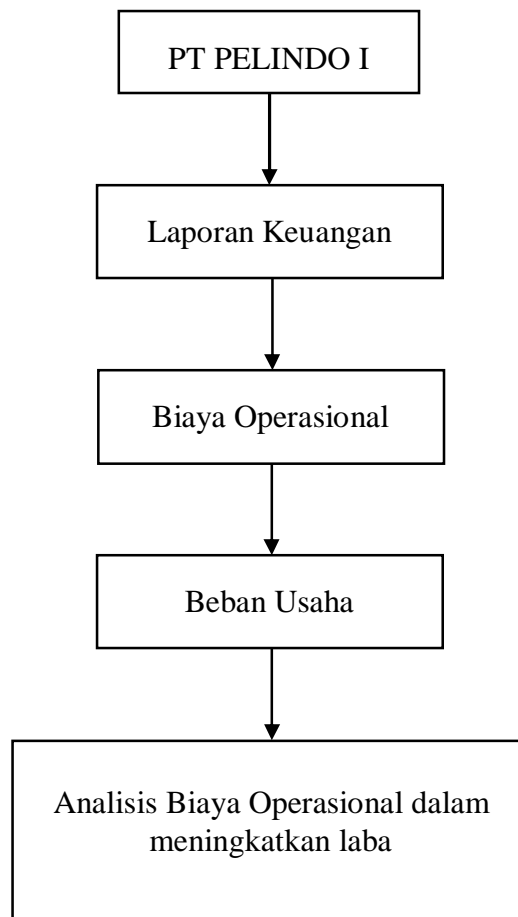 PT PELINDO I
Laporan Keuangan
Biaya Operasional
Beban Usaha
Analisis Biaya Operasional dalam
meningkatkan laba